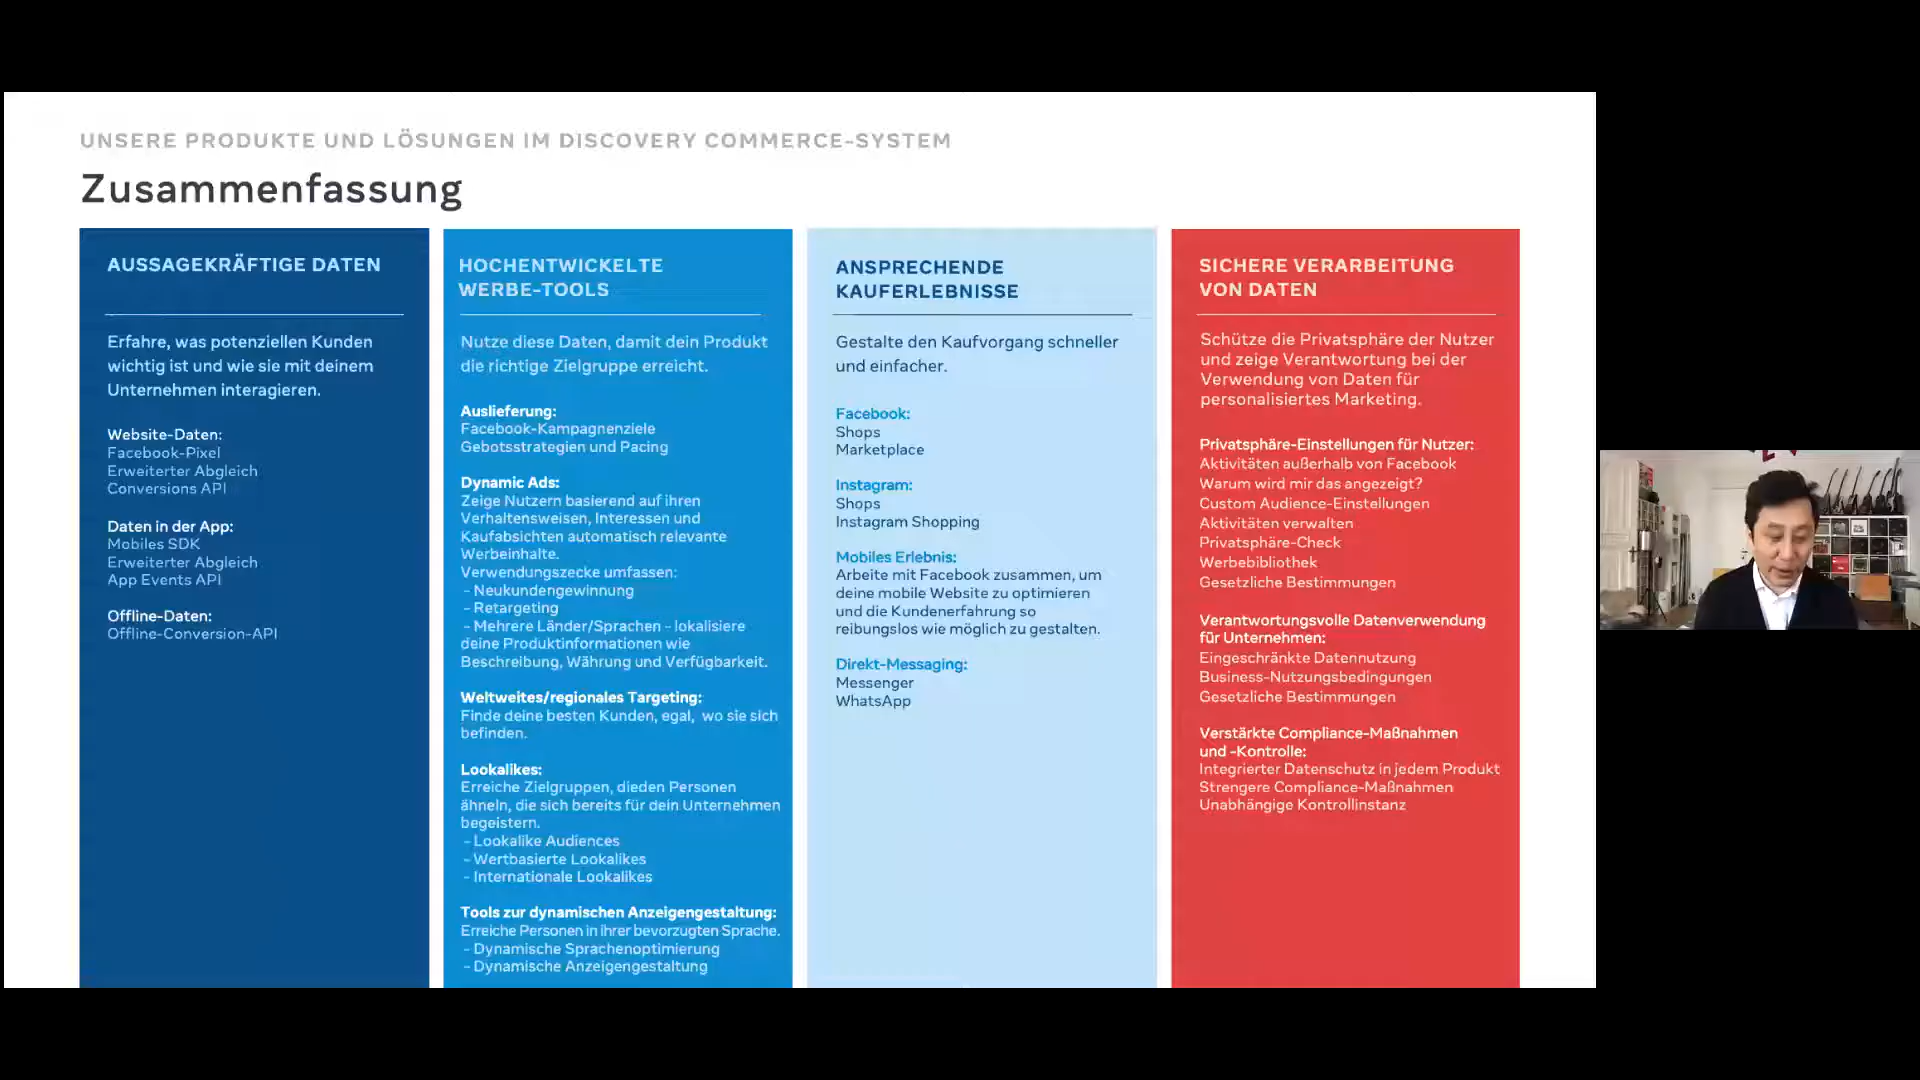 UNSERE PRODUKTE UND LÖSUNGEN IM DISCOVERY COMMERCE-SYSTEM
Zusammenfassung
AUSSAGEKRÄFTIGE DATEN
Erfahre, was potenziellen Kunden
wichtig ist und wie sie mit deinem
Unternehmen interagieren.
Website-Daten:
Facebook-Pixel
Erweiterter Abgleich
Conversions API
Daten in der App:
Mobiles SDK
Erweiterter Abgleich
App Events API
Offline-Daten:
Offline-Conversion-API
HOCHENTWICKELTE
WERBE-TOOLS
Nutze diese Daten, damit dein Produkt
die richtige Zielgruppe erreicht.
Auslieferung:
Facebook-Kampagnenziele
Gebotsstrategien und Pacing
Dynamic Ads:
Zeige Nutzern basierend auf ihren
Verhaltensweisen, Interessen und
Kaufabsichten automatisch relevante
Werbeinhalte.
Verwendungszecke umfassen:
- Neukundengewinnung
- Retargeting
- Mehrere Länder/Sprachen - lokalisiere
deine Produktinformationen wie
Beschreibung, Währung und Verfügbarkeit.
Weltweites/regionales Targeting:
Finde deine besten Kunden, egal, wo sie sich
befinden.
Lookalikes:
Erreiche Zielgruppen, dieden Personen
ähneln, die sich bereits für dein Unternehmen
begeistern.
- Lookalike Audiences
- Wertbasierte Lookalikes
- Internationale Lookalikes
Tools zur dynamischen Anzeigengestaltung:
Erreiche Personen in ihrer bevorzugten Sprache.
- Dynamische Sprachenoptimierung
- Dynamische Anzeigengestaltung
ANSPRECHENDE
KAUFERLEBNISSE
Gestalte den Kaufvorgang schneller
und einfacher.
Facebook:
Shops
Marketplace
Instagram:
Shops
Instagram Shopping
Mobiles Erlebnis:
Arbeite mit Facebook zusammen, um
deine mobile Website zu optimieren
und die Kundenerfahrung so
reibungslos wie möglich zu gestalten.
Direkt-Messaging:
Messenger
WhatsApp
SICHERE VERARBEITUNG
VON DATEN
Schütze die Privatsphäre der Nutzer
und zeige Verantwortung bei der
Verwendung von Daten für
personalisiertes Marketing.
Privatsphäre-Einstellungen für Nutzer:
Aktivitäten außerhalb von Facebook
Warum wird mir das angezeigt?
Custom Audience-Einstellungen
Aktivitäten verwalten
Privatsphäre-Check
Werbebibliothek
Gesetzliche Bestimmungen
Verantwortungsvolle Datenverwendung
für Unternehmen:
Eingeschränkte Datennutzung
Business-Nutzungsbedingungen
Gesetzliche Bestimmungen
Verstärkte Compliance-Maßnahmen
und -Kontrolle:
Integrierter Datenschutz in jedem Produkt
Strengere Compliance-Maßnahmen
Unabhängige Kontrollinstanz